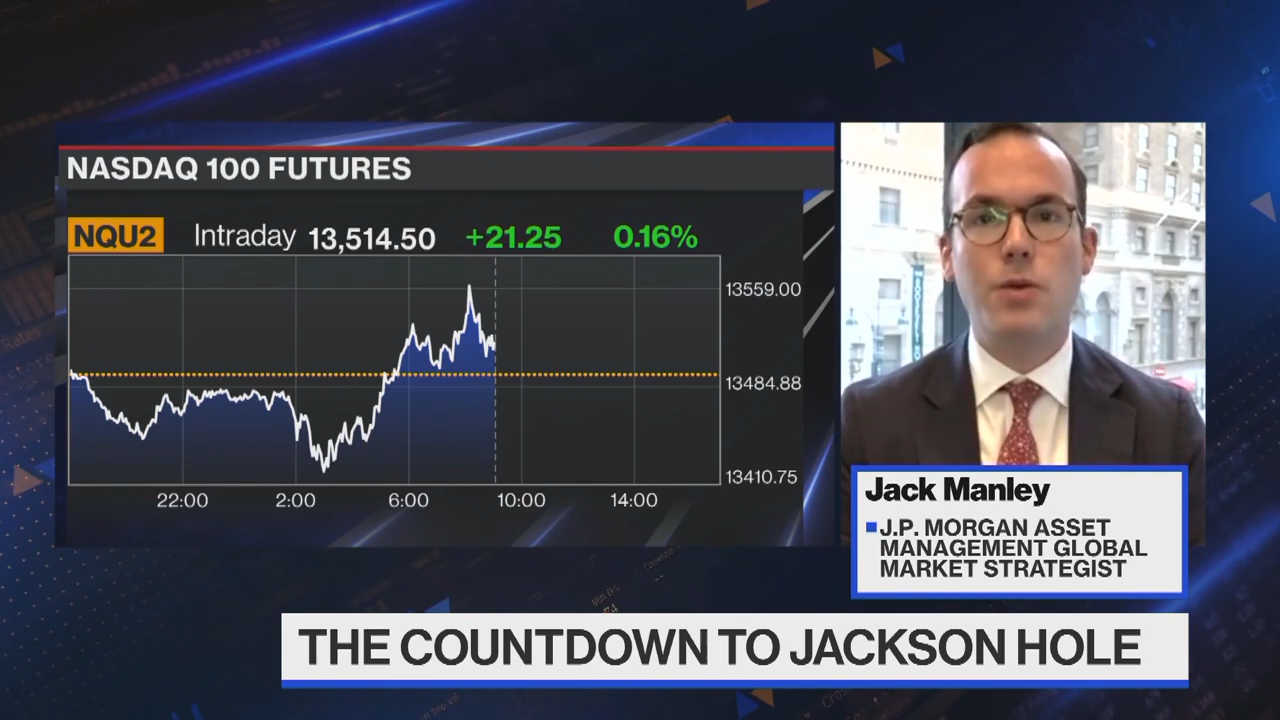 NASDAQ 100 FUTURES
NQU2 Intraday 13,514.50 +21.25 0.16%
13559.00
13484.88
13410.75
22:00 2:00 6:00 10:00 14:00
Jack Manley
J.P. MORGAN ASSET
MANAGEMENT GLOBAL
MARKET STRATEGIST
THE COUNTDOWN TO JACKSON HOLE